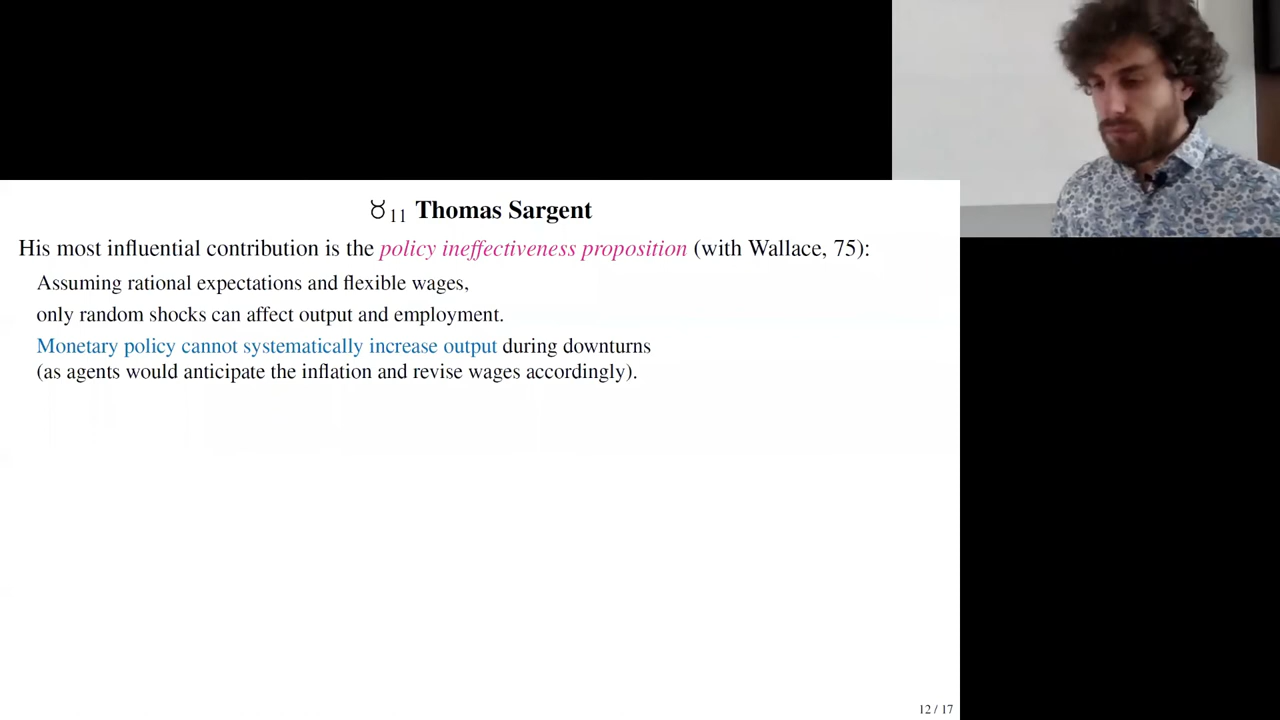 ♉11 Thomas Sargent
His most influential contribution is the policy ineffectiveness proposition (with Wallace, 75):
Assuming rational expectations and flexible wages,
only random shocks can affect output and employment.
Monetary policy cannot systematically increase output during downturns
(as agents would anticipate the inflation and revise wages accordingly).
12 / 17